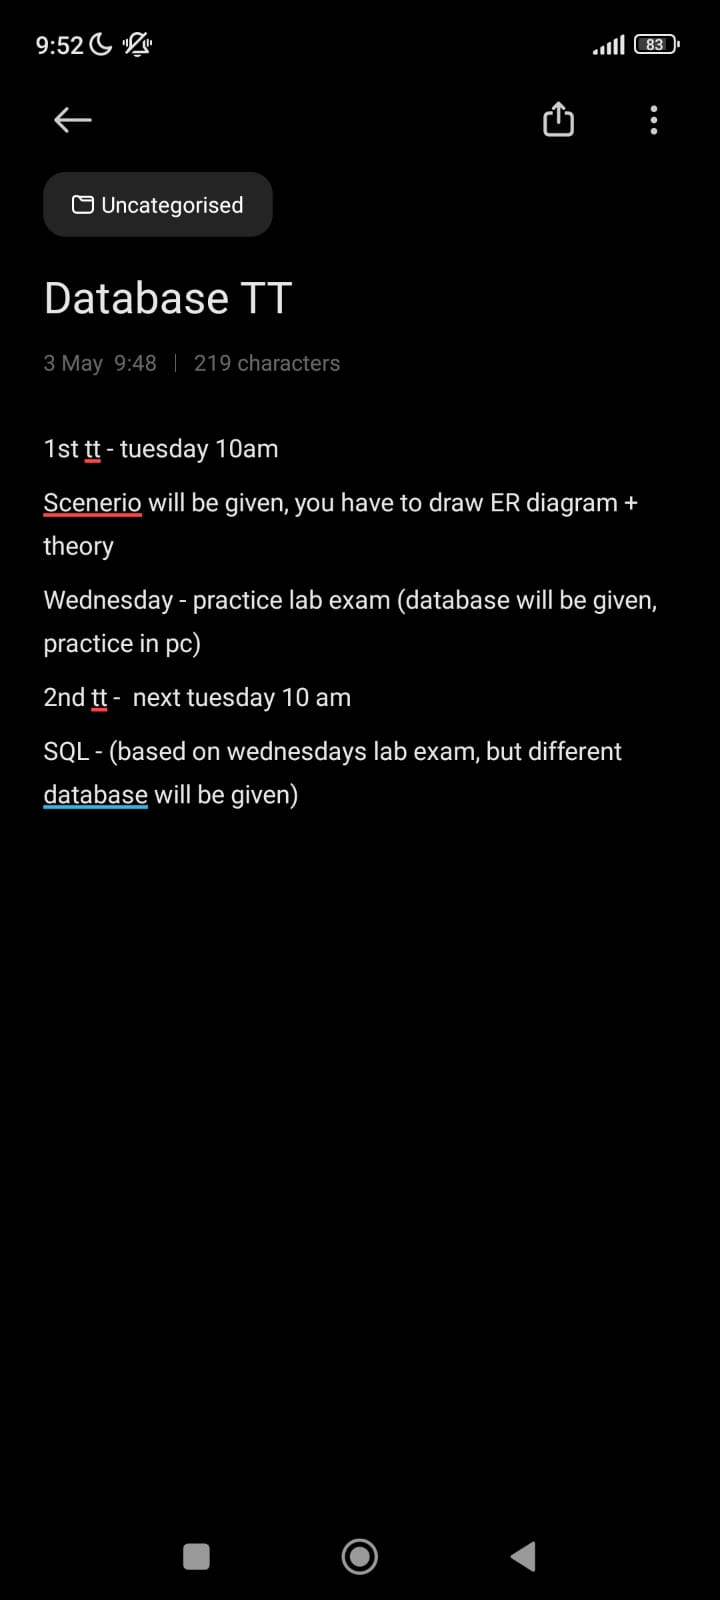 9:52
83
Uncategorised
Database TT
3 May 9:48 | 219 characters
1st tt - tuesday 10am
Scenerio will be given, you have to draw ER diagram +
theory
Wednesday - practice lab exam (database will be given,
practice in pc)
2nd tt -  next tuesday 10 am
SQL - (based on wednesdays lab exam, but different
database will be given)